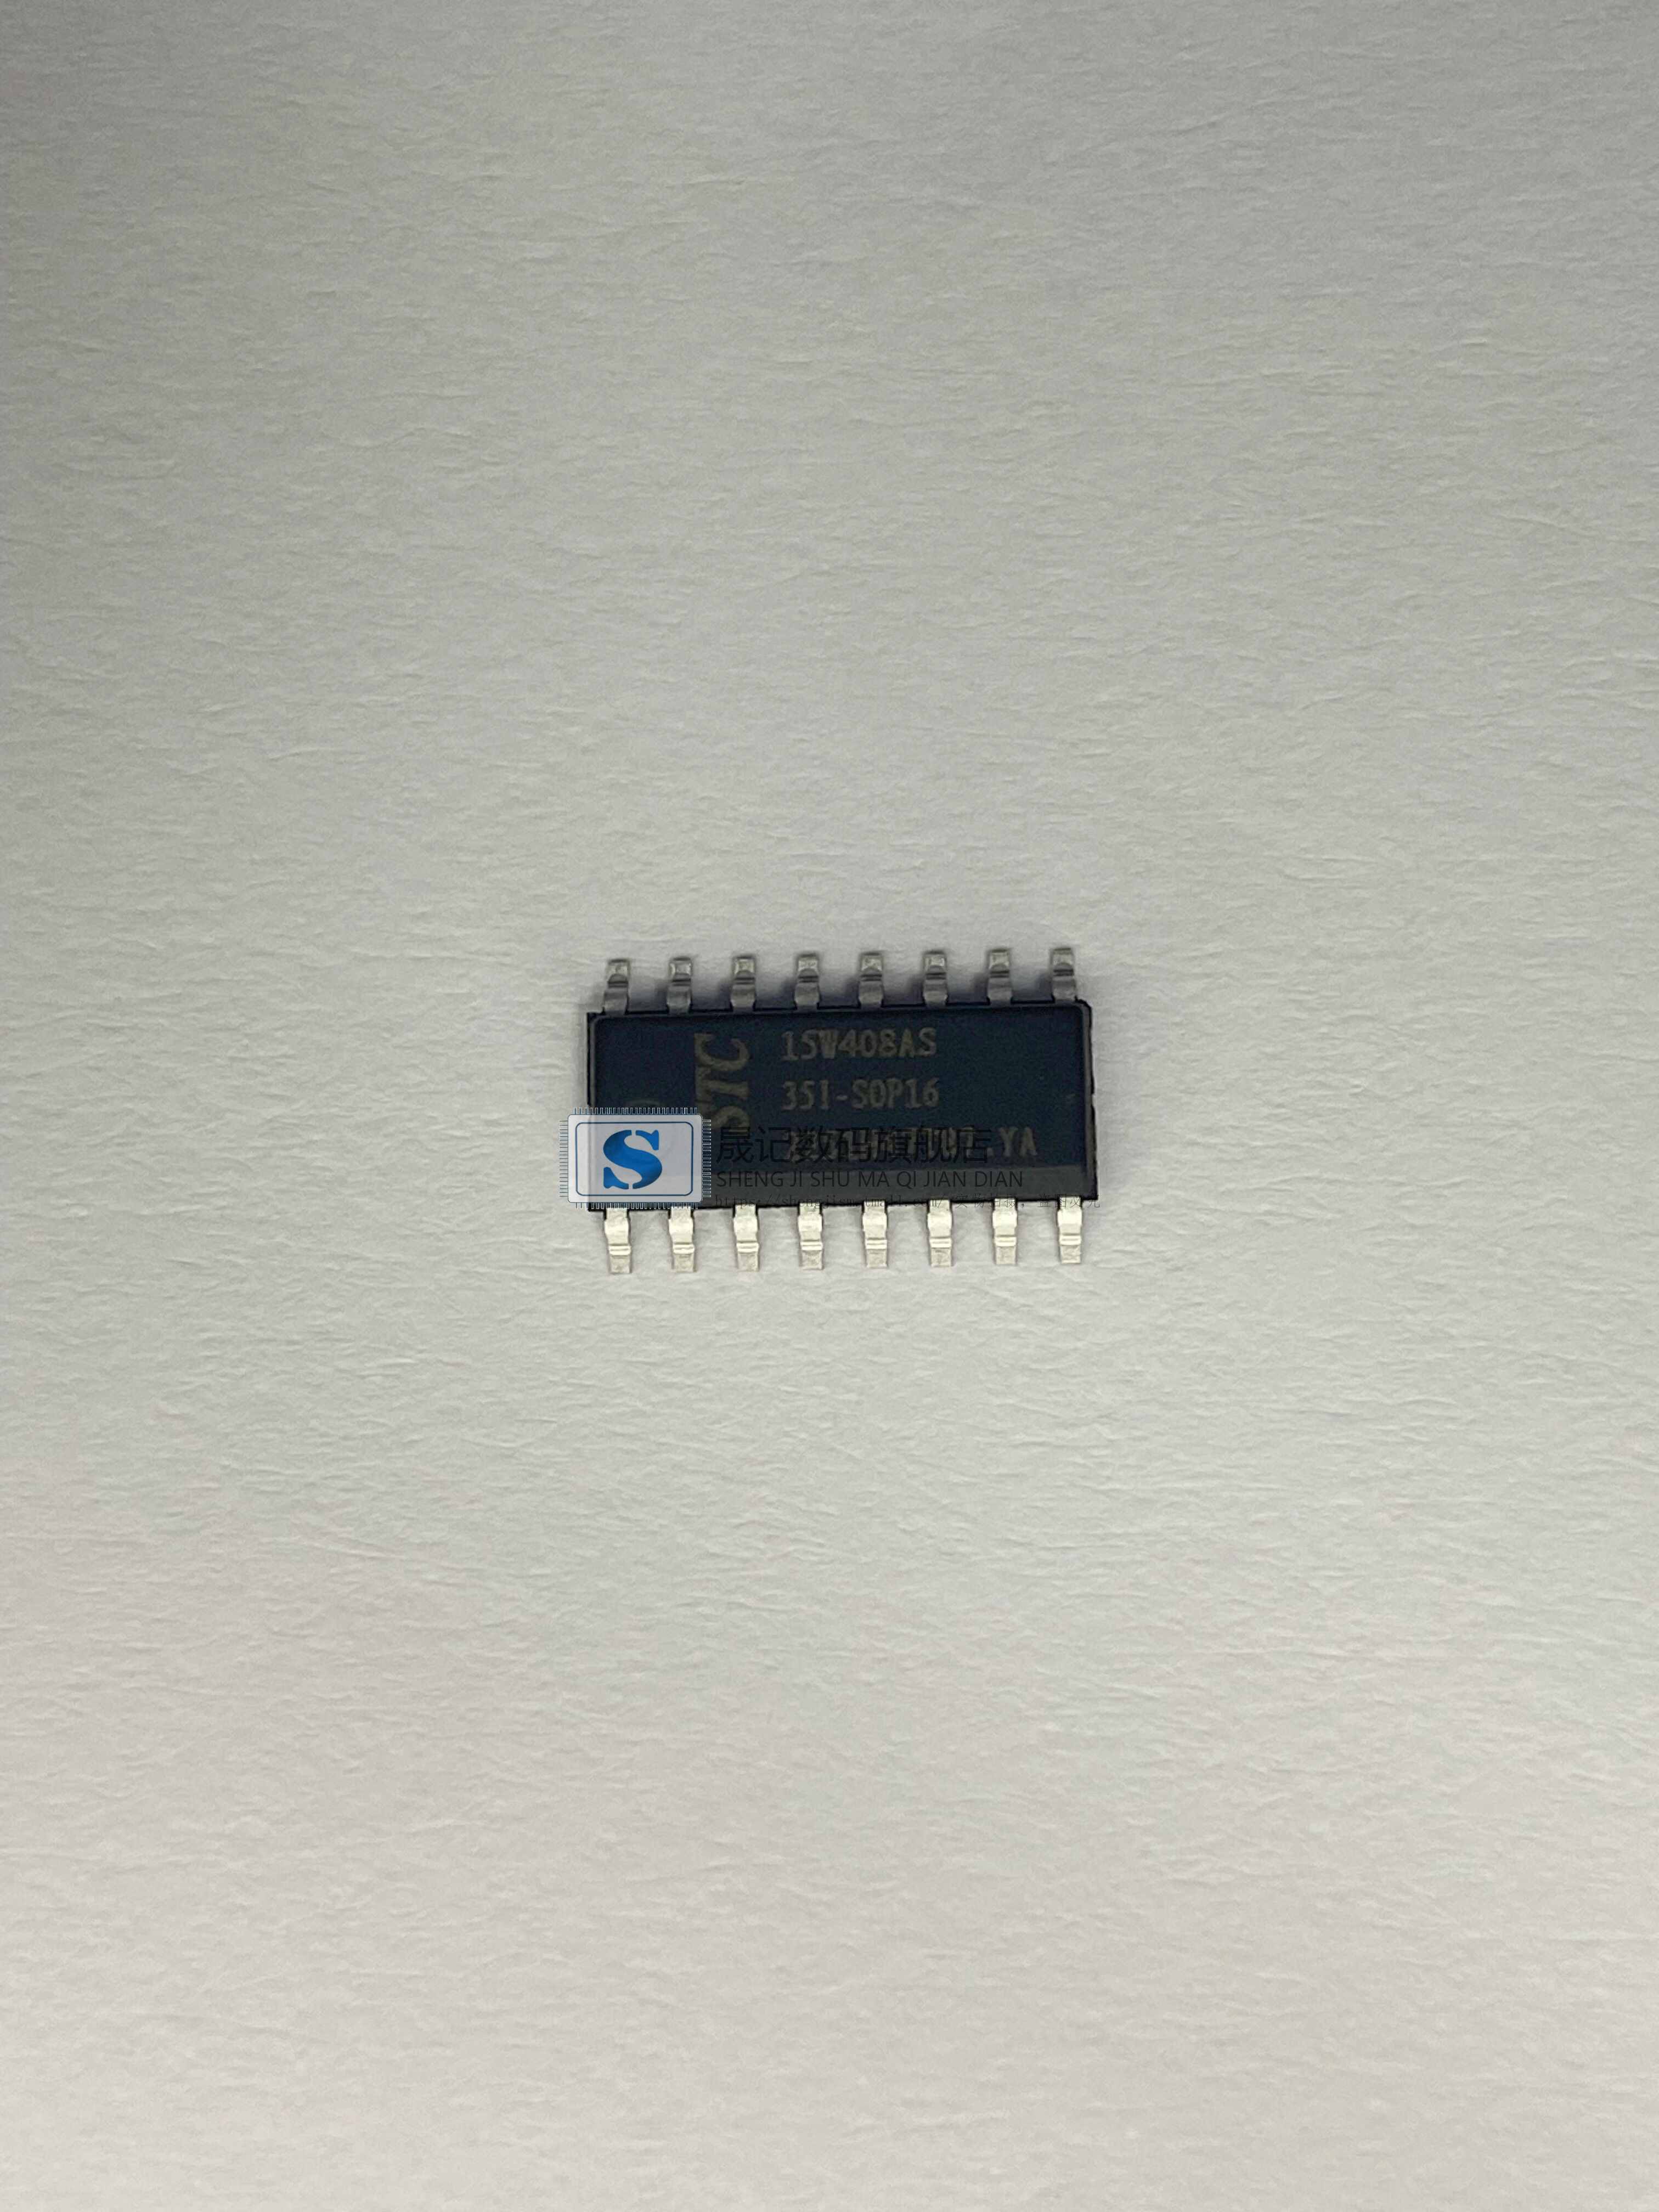 STC
15W408AS
35I-SOP16
.YA
S
晟记数码旗舰店
SHENG JI SHU MA QI JIAN DIAN